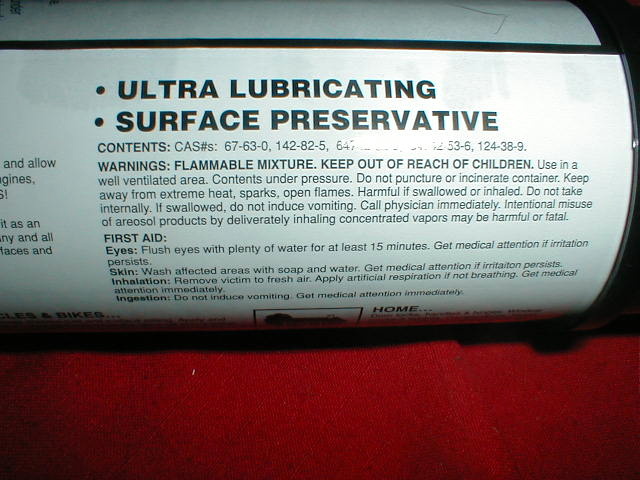 • ULTRA LUBRICATING
• SURFACE PRESERVATIVE
CONTENTS: CAS#s: 67-63-0, 142-82-5, 53-6, 124-38-9.
WARNINGS: FLAMMABLE MIXTURE. KEEP OUT OF REACH OF CHILDREN. Use in a
well ventilated area. Contents under pressure. Do not puncture or incinerate container. Keep
away from extreme heat, sparks, open flames. Harmful if swallowed or inhaled. Do not take
internally. If swallowed, do not induce vomiting. Call physician immediately. Intentional misuse
of areosol products by deliverately inhaling concentrated vapors may be harmful or fatal.
FIRST AID:
Eyes: Flush eyes with plenty of water for at least 15 minutes. Get medical attention if irritation
persists.
Skin: Wash affected areas with soap and water. Get medical attention if irritaiton persists.
Inhalation: Remove victim to fresh air. Apply artificial respiration if not breathing. Get medical
attention immediately.
Ingestion: Do not induce vomiting. Get medical attention immediately.
and allow
gines,
S!
it as an
ny and all
faces and
CLES & BIKES...
HOME...